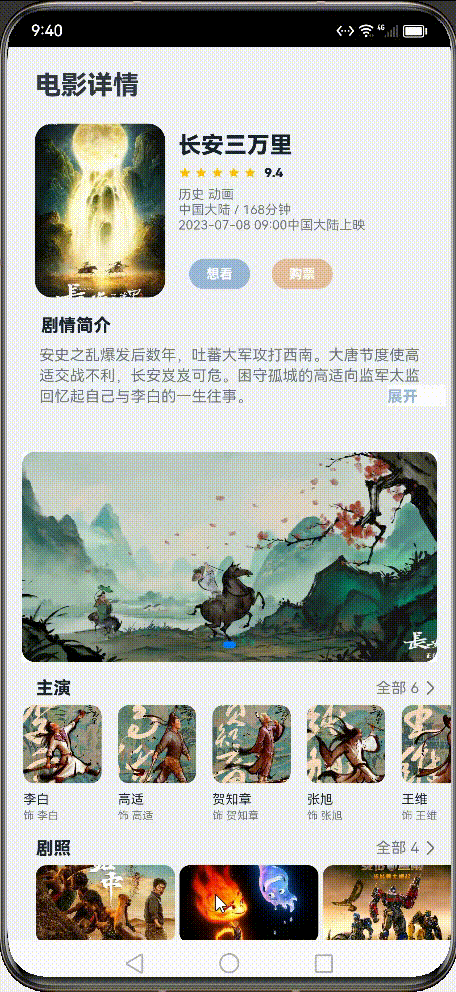 9:40
4G
电影详情
长安三万里
9.4
历史 动画
中国大陆 / 168分钟
2023-07-08 09:00中国大陆上映
想看
购票
剧情简介
安史之乱爆发后数年，吐蕃大军攻打西南。大唐节度使高
适交战不利，长安岌岌可危。困守孤城的高适向监军太监
回忆起自己与李白的一生往事。
展开
主演
全部 6
李白
高适
贺知章
张旭
王维
饰 李白
饰 高适
饰 贺知章
饰 张旭
饰 王维
剧照
全部 4